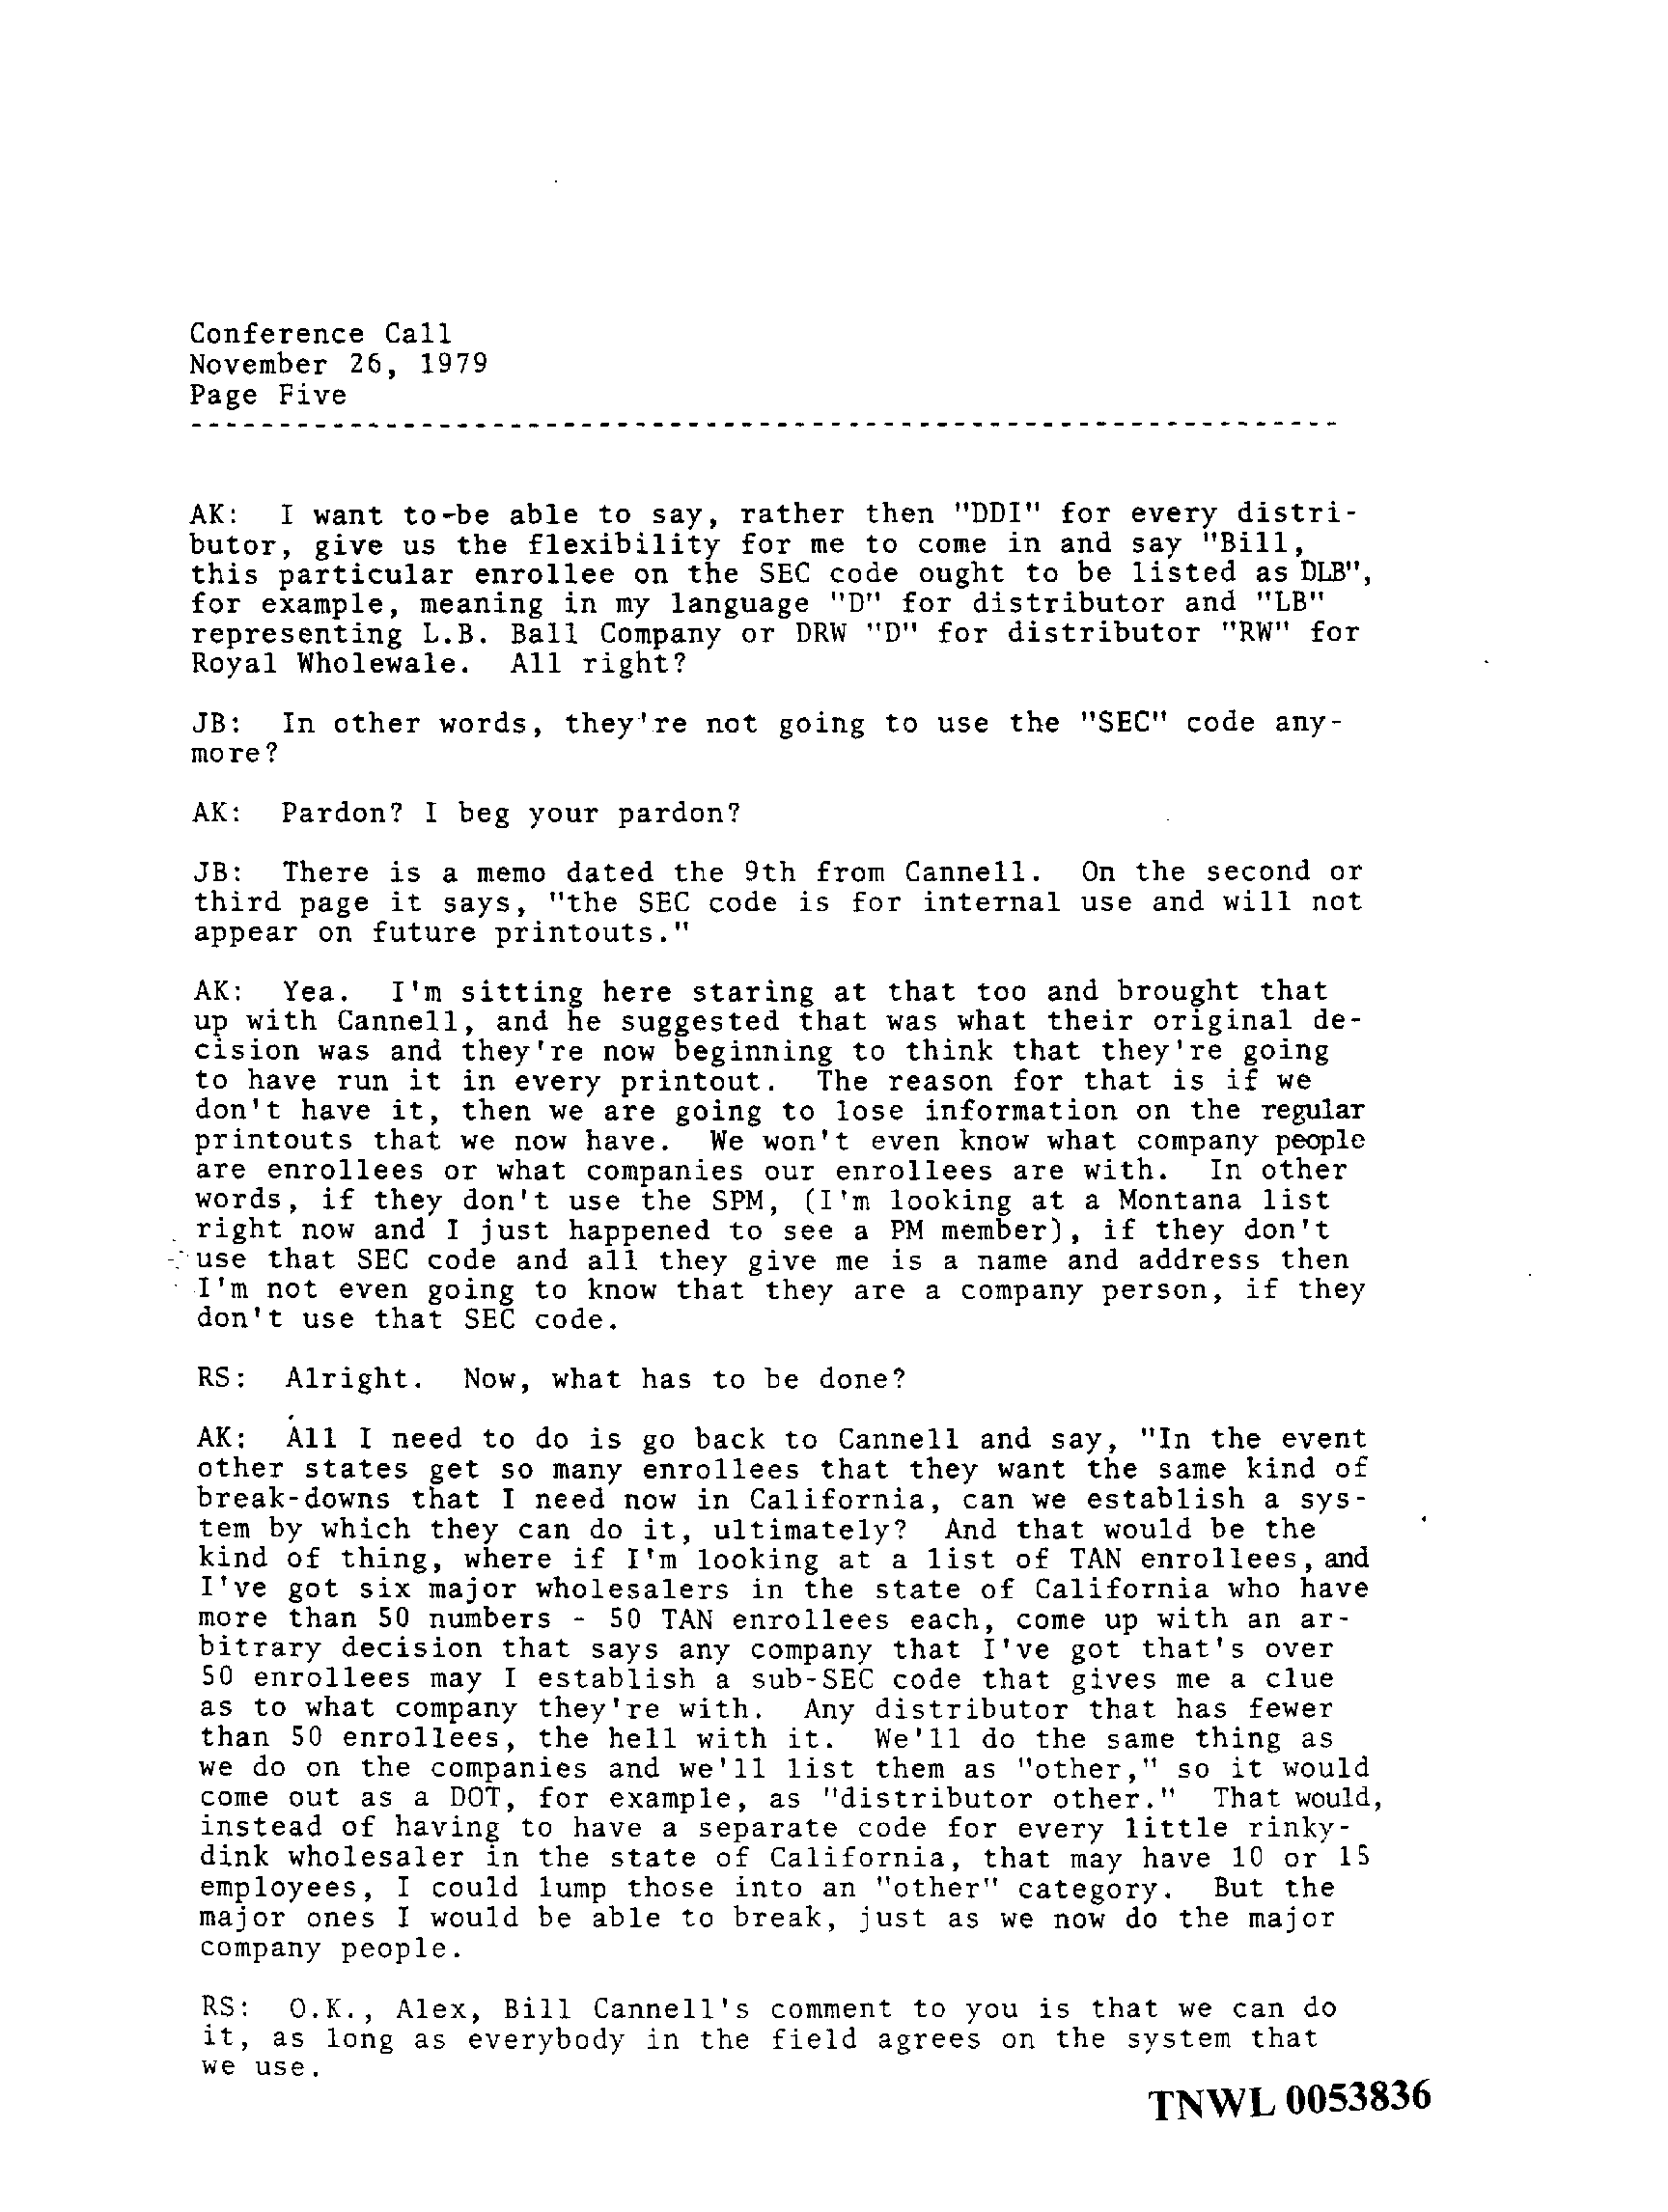 Conference Call
November 26, 1979
Page Five
-----------------------------------------------------------------
AK:  I want to-be able to say, rather then "DDI" for every distri-
butor, give us the flexibility for me to come in and say "Bill,
this particular enrollee on the SEC code ought to be listed as DLB",
for example, meaning in my language "D" for distributor and "LB"
representing L.B. Ball Company or DRW "D" for distributor "RW" for
Royal Wholewale.  All right?
JB:  In other words, they're not going to use the "SEC" code any-
more?
AK:  Pardon? I beg your pardon?
JB:  There is a memo dated the 9th from Cannell.  On the second or
third page it says, "the SEC code is for internal use and will not
appear on future printouts."
AK:  Yea.  I'm sitting here staring at that too and brought that
up with Cannell, and he suggested that was what their original de-
cision was and they're now beginning to think that they're going
to have run it in every printout.  The reason for that is if we
don't have it, then we are going to lose information on the regular
printouts that we now have.  We won't even know what company people
are enrollees or what companies our enrollees are with.  In other
words, if they don't use the SPM, (I'm looking at a Montana list
right now and I just happened to see a PM member), if they don't
use that SEC code and all they give me is a name and address then
I'm not even going to know that they are a company person, if they
don't use that SEC code.
RS:  Alright.  Now, what has to be done?
AK:  All I need to do is go back to Cannell and say, "In the event
other states get so many enrollees that they want the same kind of
break-downs that I need now in California, can we establish a sys-
tem by which they can do it, ultimately?  And that would be the
kind of thing, where if I'm looking at a list of TAN enrollees, and
I've got six major wholesalers in the state of California who have
more than 50 numbers - 50 TAN enrollees each, come up with an ar-
bitrary decision that says any company that I've got that's over
50 enrollees may I establish a sub-SEC code that gives me a clue
as to what company they're with.  Any distributor that has fewer
than 50 enrollees, the hell with it.  We'll do the same thing as
we do on the companies and we'll list them as "other," so it would
come out as a DOT, for example, as "distributor other."  That would,
instead of having to have a separate code for every little rinky-
dink wholesaler in the state of California, that may have 10 or 15
employees, I could lump those into an "other" category.  But the
major ones I would be able to break, just as we now do the major
company people.
RS:  O.K., Alex, Bill Cannell's comment to you is that we can do
it, as long as everybody in the field agrees on the system that
we use.
TNWL 0053836